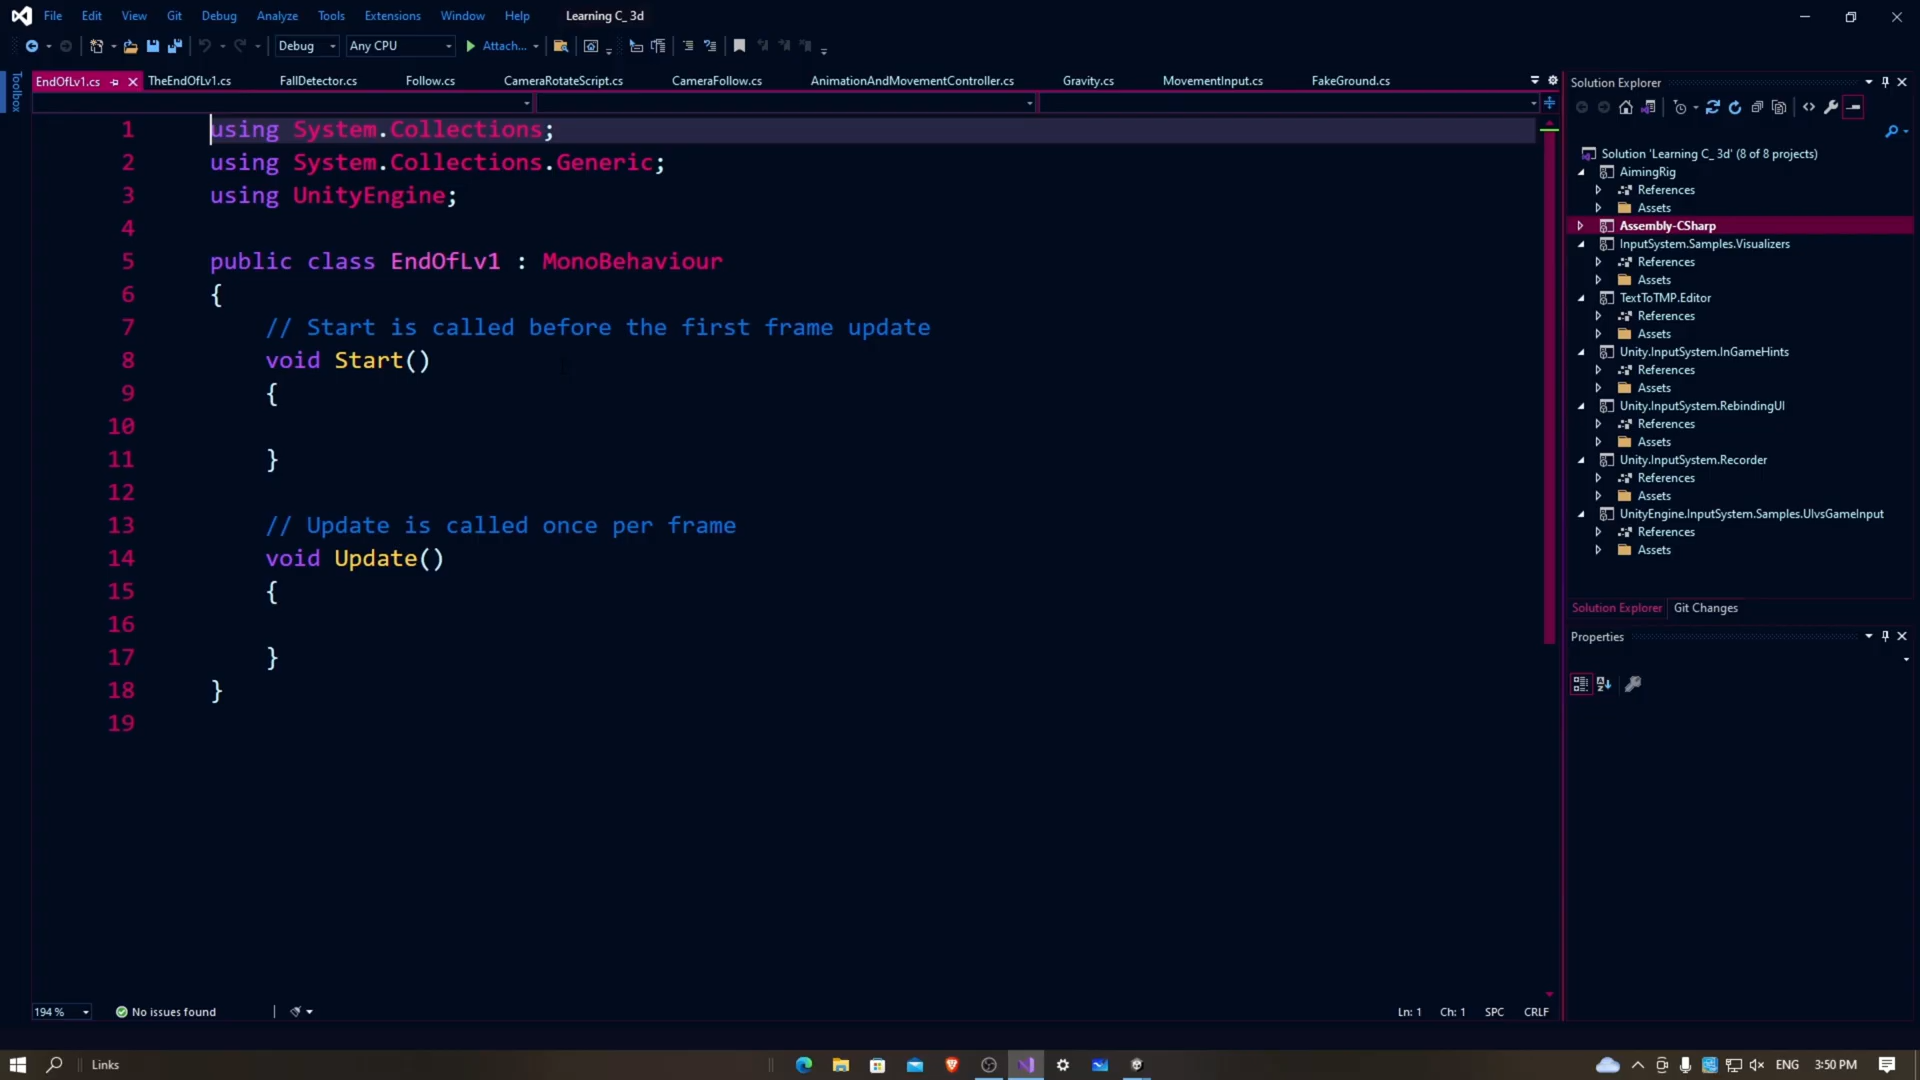 File Edit View Git Debug Analyze Tools Extensions Window Help Learning C_ 3d
Debug Any CPU Attach...
Toolbox
EndOfLv1.cs TheEndOfLv1.cs FallDetector.cs Follow.cs CameraRotateScript.cs CameraFollow.cs AnimationAndMovementController.cs Gravity.cs MovementInput.cs FakeGround.cs
1 using System.Collections;
2 using System.Collections.Generic;
3 using UnityEngine;
4
5 public class EndOfLv1 : MonoBehaviour
6 {
7 // Start is called before the first frame update
8 void Start()
9 {
10
11 }
12
13 // Update is called once per frame
14 void Update()
15 {
16
17 }
18 }
19
194 % No issues found Ln: 1 Ch: 1 SPC CRLF
Solution Explorer
Solution 'Learning C_ 3d' (8 of 8 projects)
AimingRig
References
Assets
Assembly-CSharp
InputSystem.Samples.Visualizers
References
Assets
TextToTMP.Editor
References
Assets
Unity.InputSystem.InGameHints
References
Assets
Unity.InputSystem.RebindingUI
References
Assets
Unity.InputSystem.Recorder
References
Assets
UnityEngine.InputSystem.Samples.UIvsGameInput
References
Assets
Solution Explorer Git Changes
Properties
Links ENG 3:50 PM